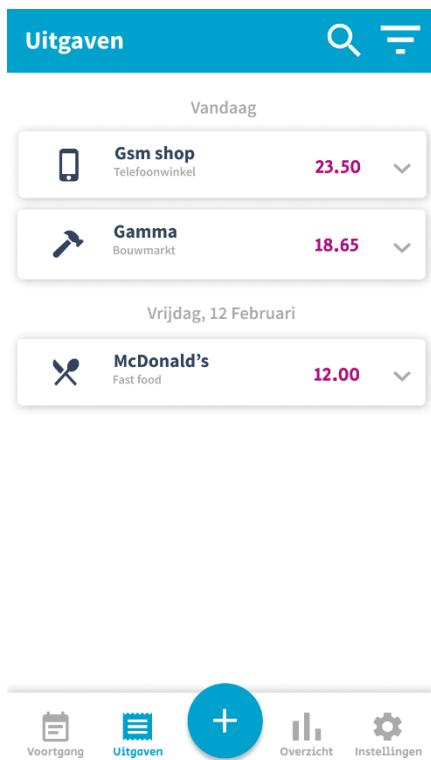 Uitgaven
Vandaag
Gsm shop
Telefoonwinkel
23.50
Gamma
Bouwmarkt
18.65
Vrijdag, 12 Februari
McDonald’s
Fast food
12.00
Voortgang
Uitgaven
Overzicht
Instellingen